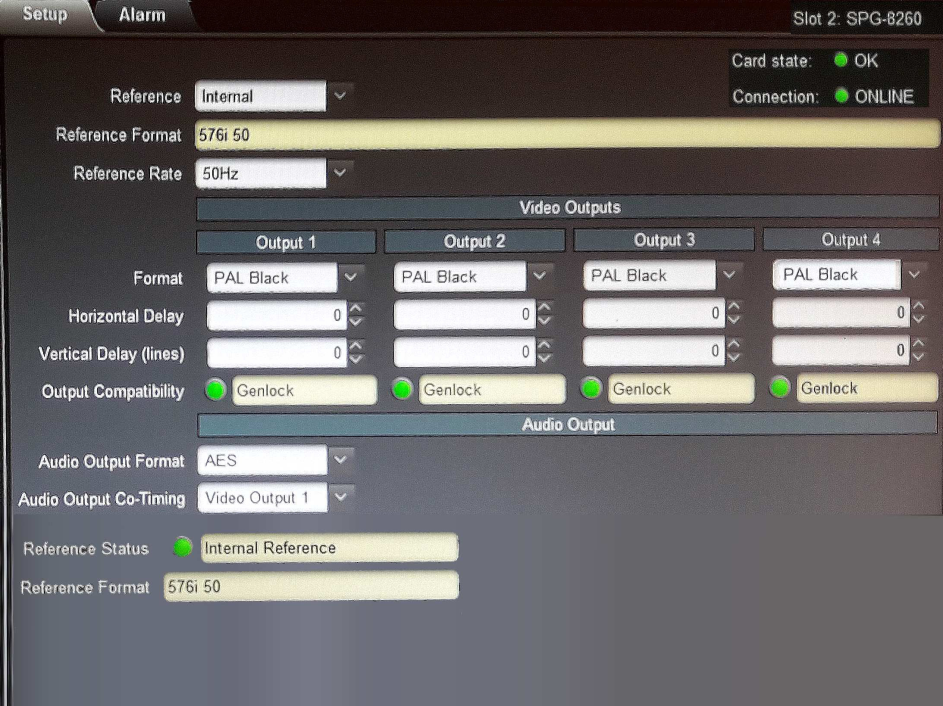 Setup Alarm Slot 2: SPG-8260
Card state: OK
Reference Internal Connection: ONLINE
Reference Format 576i 50
Reference Rate 50Hz
Video Outputs
Output 1 Output 2 Output 3 Output 4
Format PAL Black PAL Black PAL Black PAL Black
Horizontal Delay 0 0 0 0
Vertical Delay (lines) 0 0 0 0
Output Compatibility Genlock Genlock Genlock Genlock
Audio Output
Audio Output Format AES
Audio Output Co-Timing Video Output 1
Reference Status Internal Reference
Reference Format 576i 50